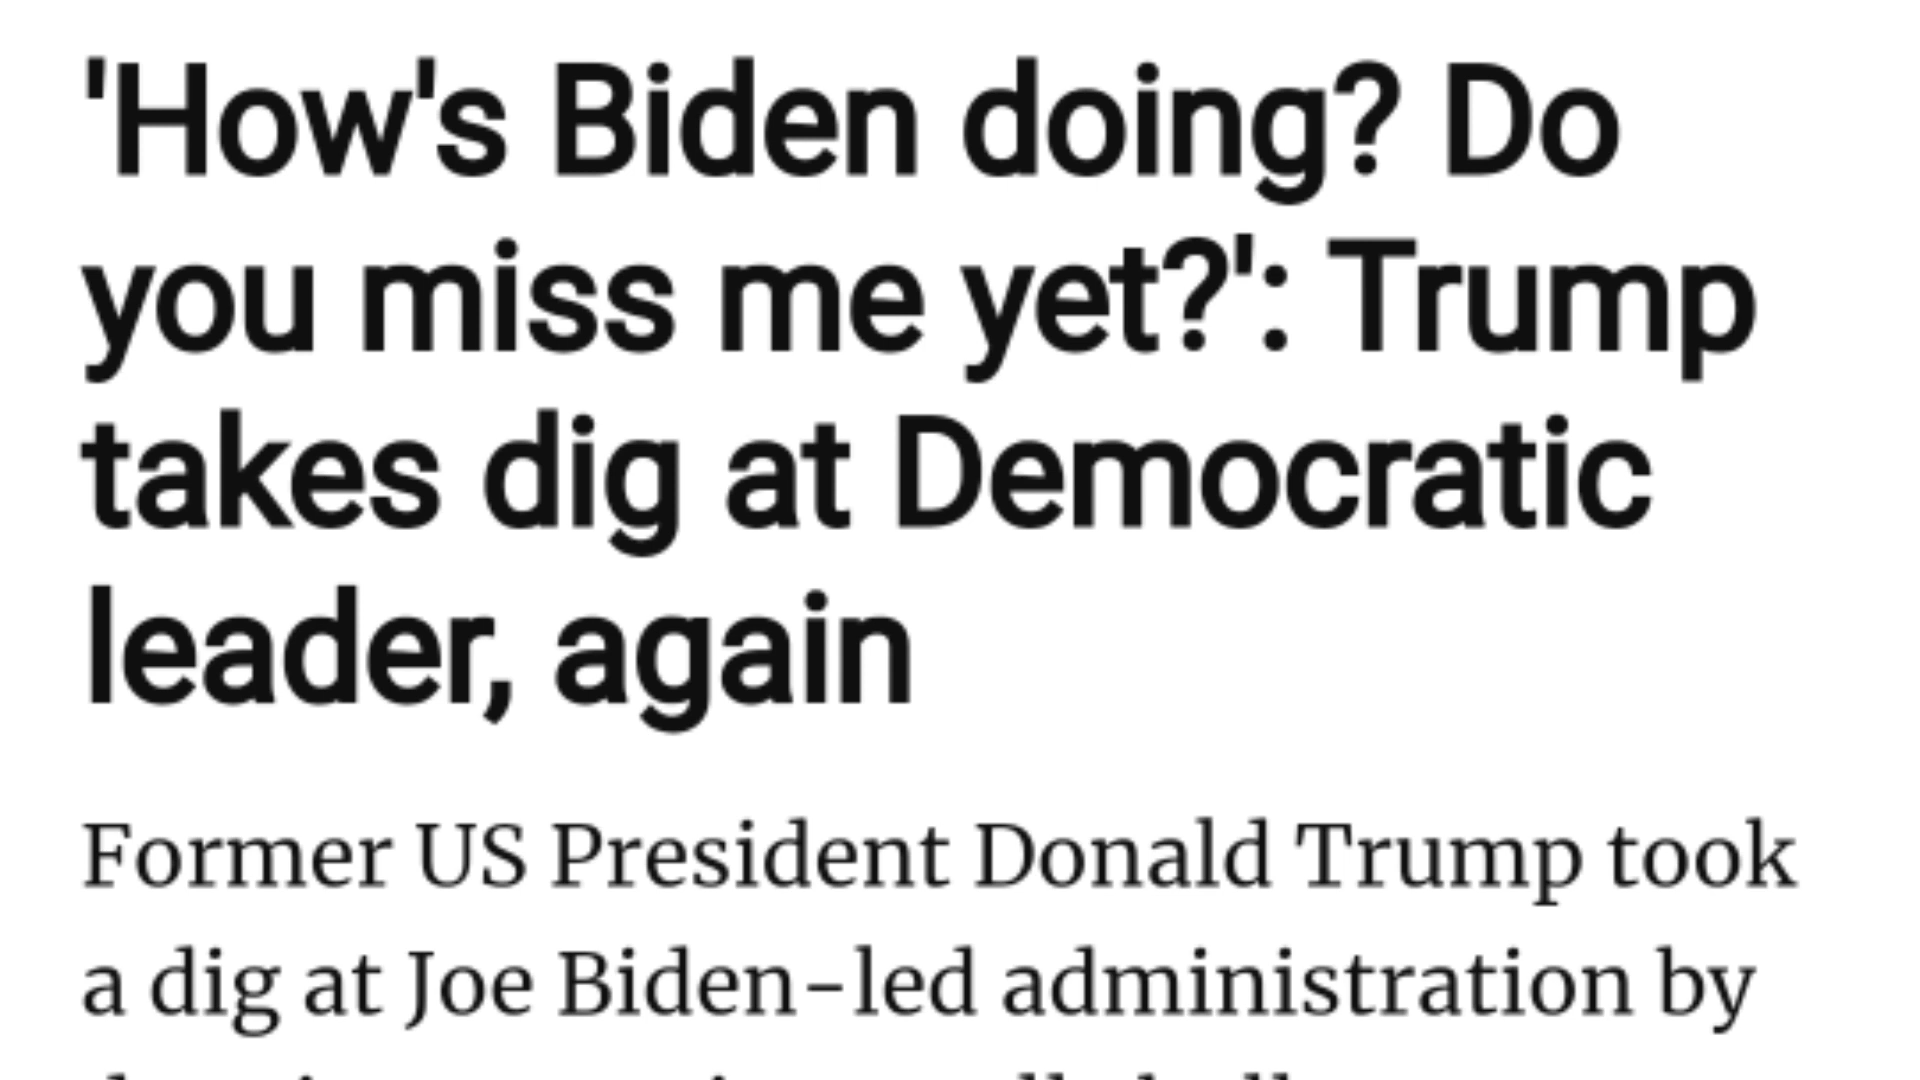 'How's Biden doing? Do
you miss me yet?': Trump
takes dig at Democratic
leader, again
Former US President Donald Trump took
a dig at Joe Biden-led administration by